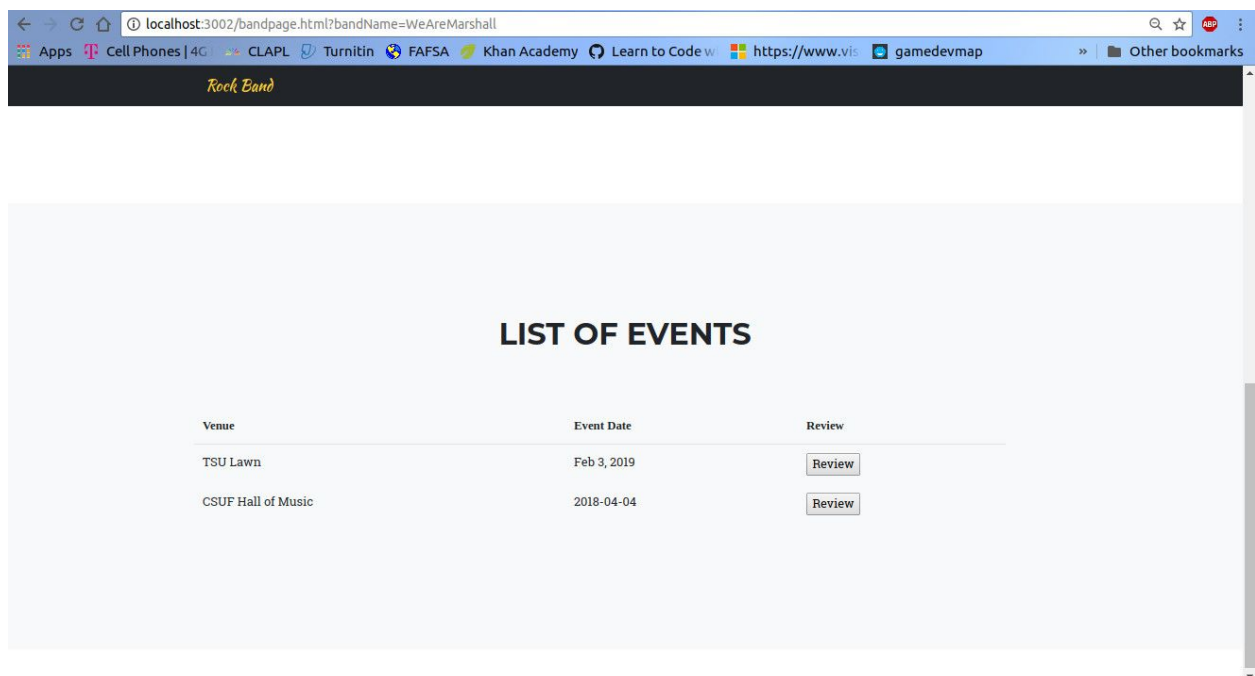 localhost:3002/bandpage.html?bandName=WeAreMarshall
ABP
Apps Cell Phones | 4G CLAPL Turnitin FAFSA Khan Academy Learn to Code w https://www.vis gamedevmap » Other bookmarks
Rock Band
LIST OF EVENTS
Venue Event Date Review
TSU Lawn Feb 3, 2019 Review
CSUF Hall of Music 2018-04-04 Review